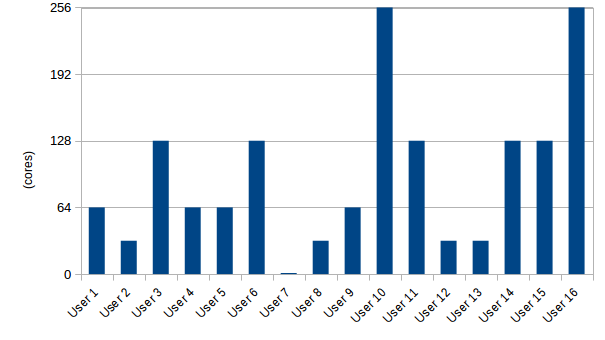 256
192
128
64
0
(cores)
User 1
User 2
User 3
User 4
User 5
User 6
User 7
User 8
User 9
User 10
User 11
User 12
User 13
User 14
User 15
User 16